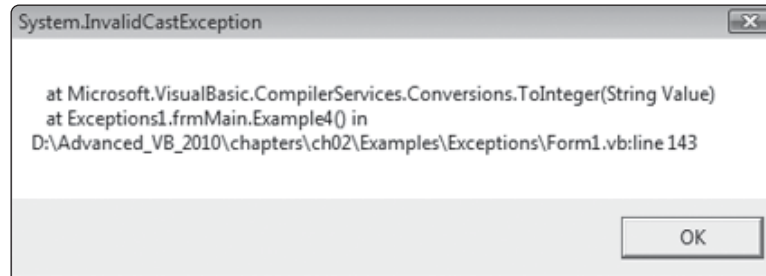 System.InvalidCastException
at Microsoft.VisualBasic.CompilerServices.Conversions.ToInteger(String Value)
at Exceptions1.frmMain.Example4() in
D:\Advanced_VB_2010\chapters\ch02\Examples\Exceptions\Form1.vb:line 143
OK